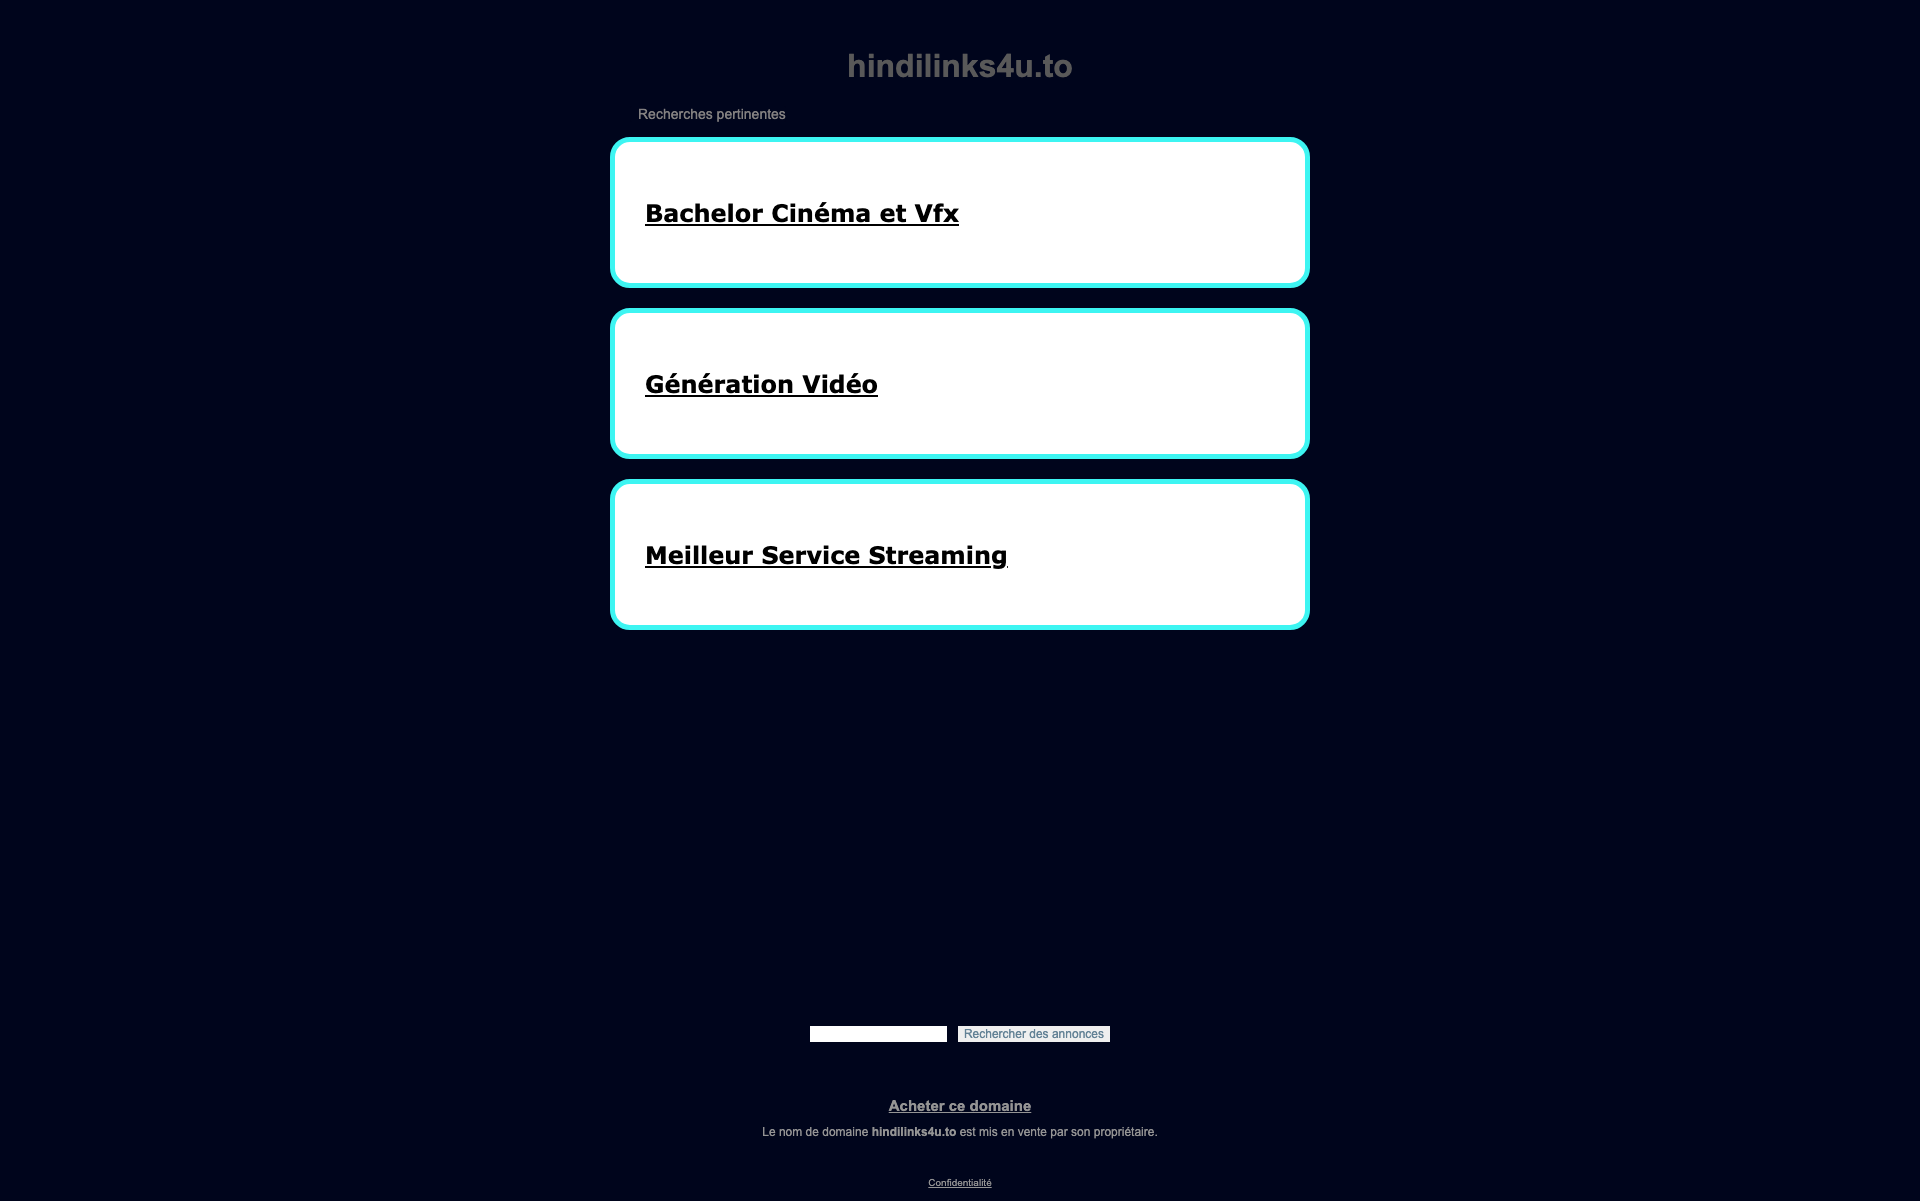 hindilinks4u.to
Recherches pertinentes
Bachelor Cinéma et Vfx
Génération Vidéo
Meilleur Service Streaming
Rechercher des annonces
Acheter ce domaine
Le nom de domaine hindilinks4u.to est mis en vente par son propriétaire.
Confidentialité